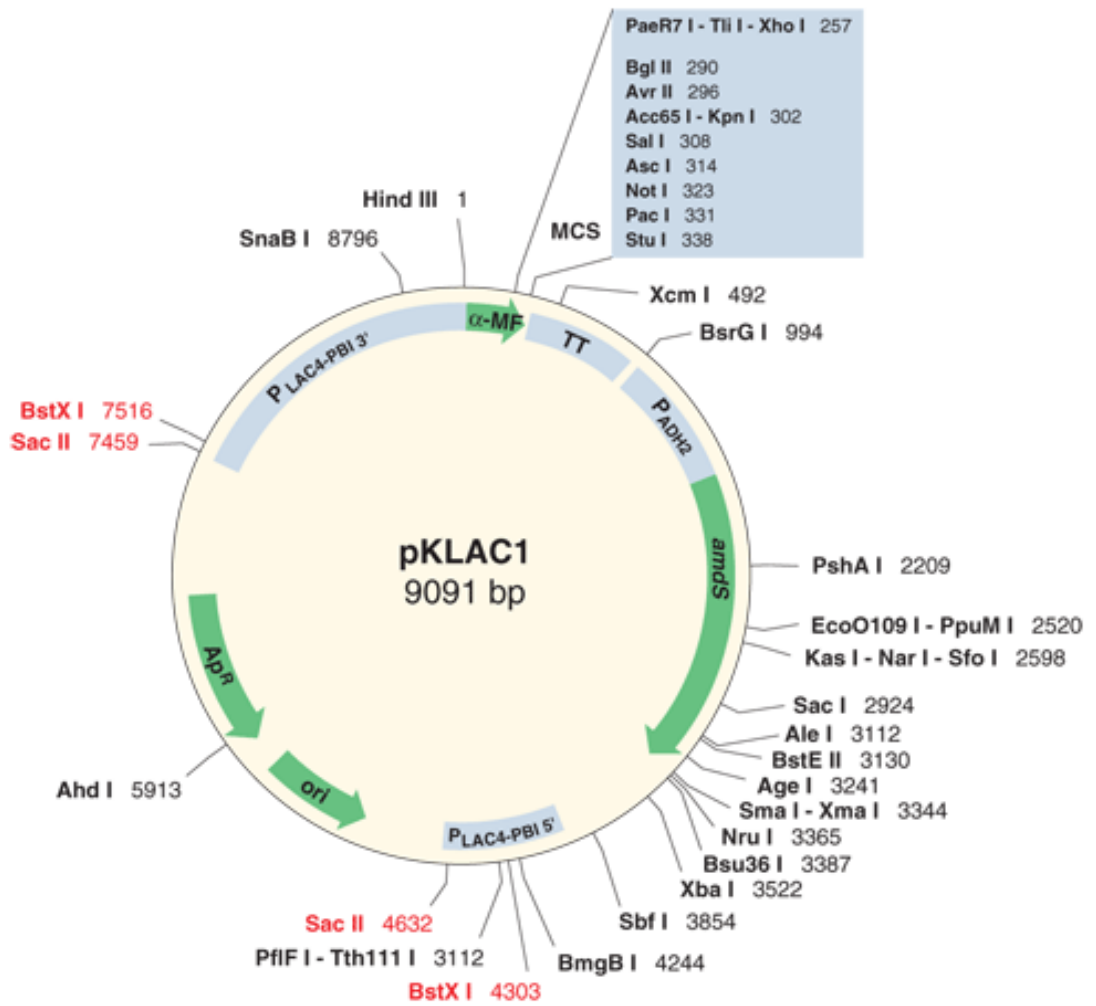 PaeR7 I - Tli I - Xho I 257
Bgl II 290
Avr II 296
Acc65 I - Kpn I 302
Sal I 308
Asc I 314
Not I 323
Pac I 331
Stu I 338
MCS
Hind III 1
SnaB I 8796
Xcm I 492
BsrG I 994
α-MF
TT
P LAC4-PBI 3'
PADH2
BstX I 7516
Sac II 7459
amdS
pKLAC1
9091 bp
PshA I 2209
EcoO109 I - PpuM I 2520
Kas I - Nar I - Sfo I 2598
ApR
Sac I 2924
Ale I 3112
BstE II 3130
Age I 3241
Sma I - Xma I 3344
Nru I 3365
Bsu36 I 3387
Xba I 3522
Ahd I 5913
ori
PLAC4-PBI 5'
Sbf I 3854
Sac II 4632
PflF I - Tth111 I 3112
BmgB I 4244
BstX I 4303